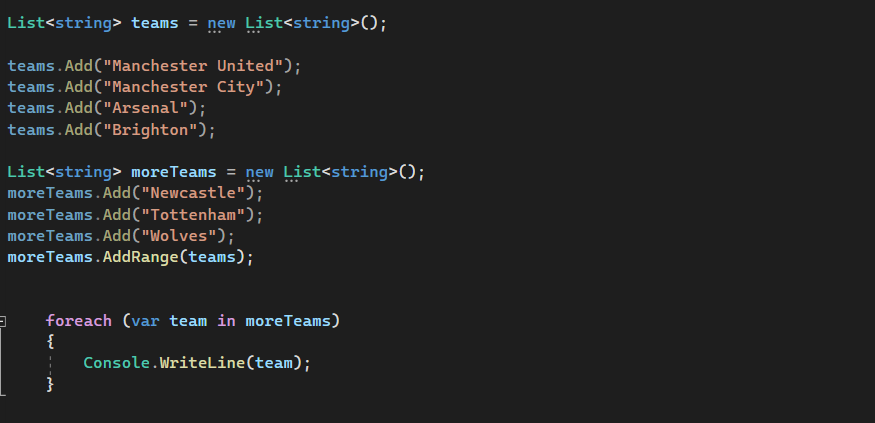 List<string> teams = new List<string>();
teams.Add("Manchester United");
teams.Add("Manchester City");
teams.Add("Arsenal");
teams.Add("Brighton");
List<string> moreTeams = new List<string>();
moreTeams.Add("Newcastle");
moreTeams.Add("Tottenham");
moreTeams.Add("Wolves");
moreTeams.AddRange(teams);
foreach (var team in moreTeams)
{
Console.WriteLine(team);
}